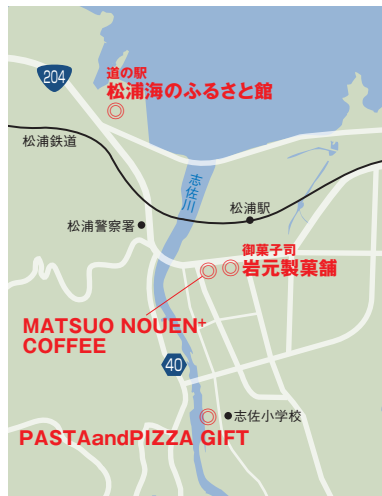 204
道の駅
松浦海のふるさと館
松浦鉄道
志佐川
松浦駅
松浦警察署
御菓子司
岩元製菓舗
MATSUO NOUEN+
COFFEE
40
志佐小学校
PASTAandPIZZA GIFT